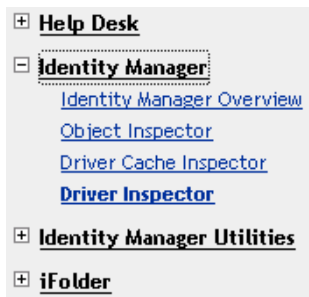 Help Desk
Identity Manager
Identity Manager Overview
Object Inspector
Driver Cache Inspector
Driver Inspector
Identity Manager Utilities
iFolder